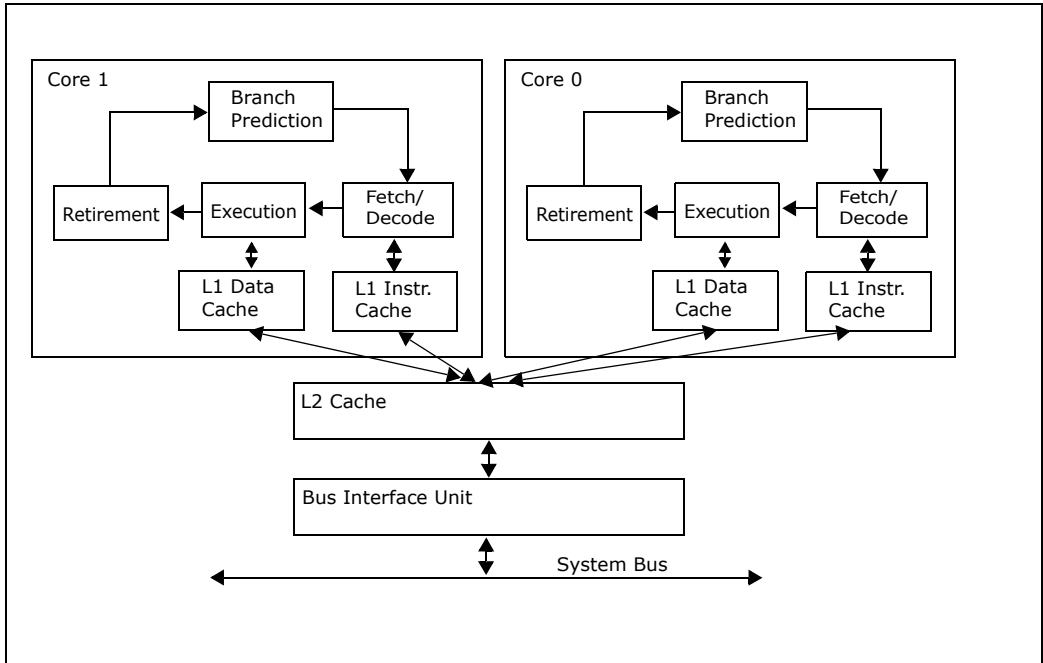 Core 1
Branch
Prediction
Retirement
Execution
Fetch/
Decode
L1 Data
Cache
L1 Instr.
Cache
Core 0
Branch
Prediction
Retirement
Execution
Fetch/
Decode
L1 Data
Cache
L1 Instr.
Cache
L2 Cache
Bus Interface Unit
System Bus